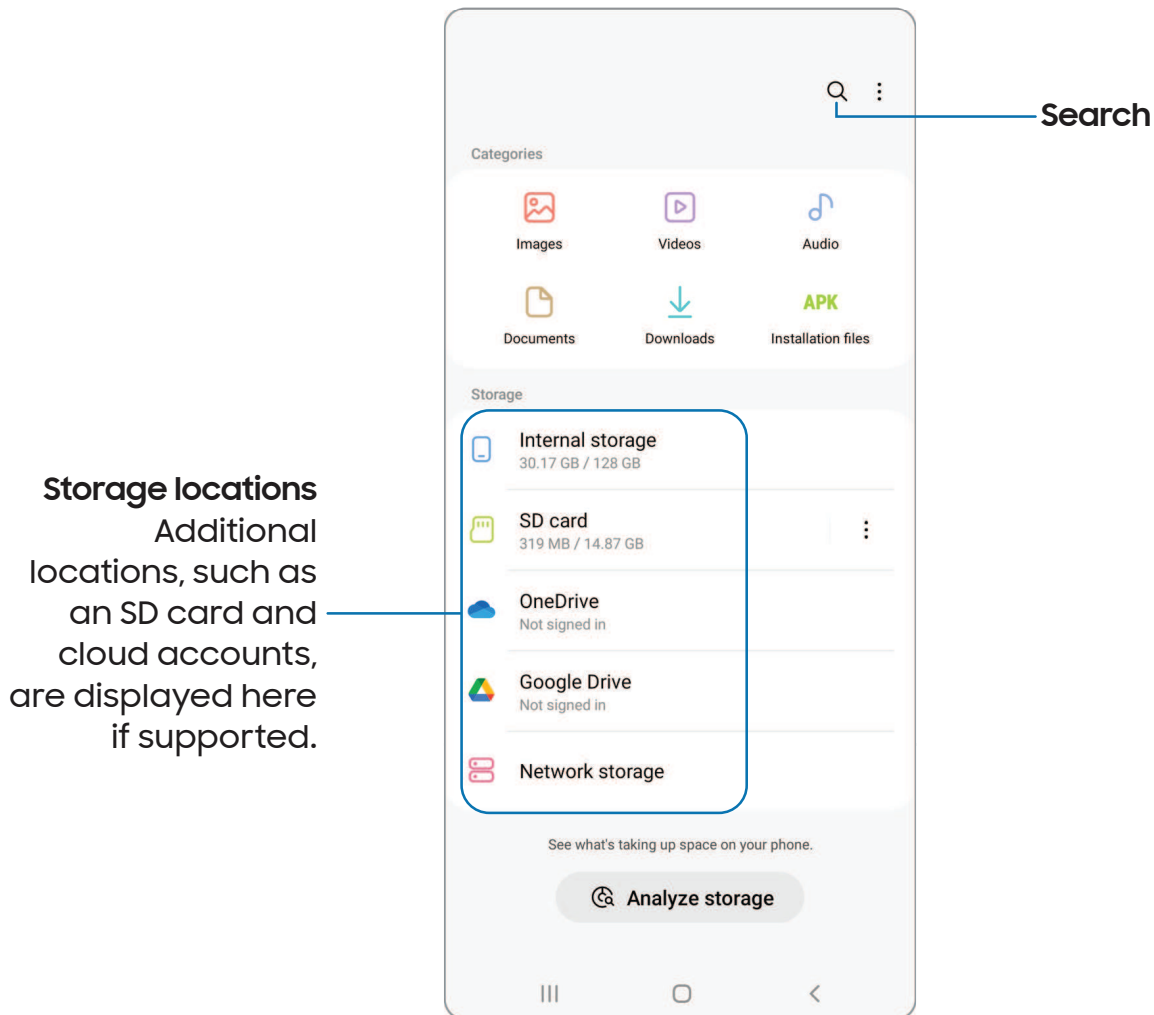 Search
Categories
Images
Videos
Audio
Documents
Downloads
APK
Installation files
Storage
Internal storage
30.17 GB / 128 GB
SD card
319 MB / 14.87 GB
OneDrive
Not signed in
Google Drive
Not signed in
Network storage
Storage locations
Additional
locations, such as
an SD card and
cloud accounts,
are displayed here
if supported.
See what's taking up space on your phone.
Analyze storage